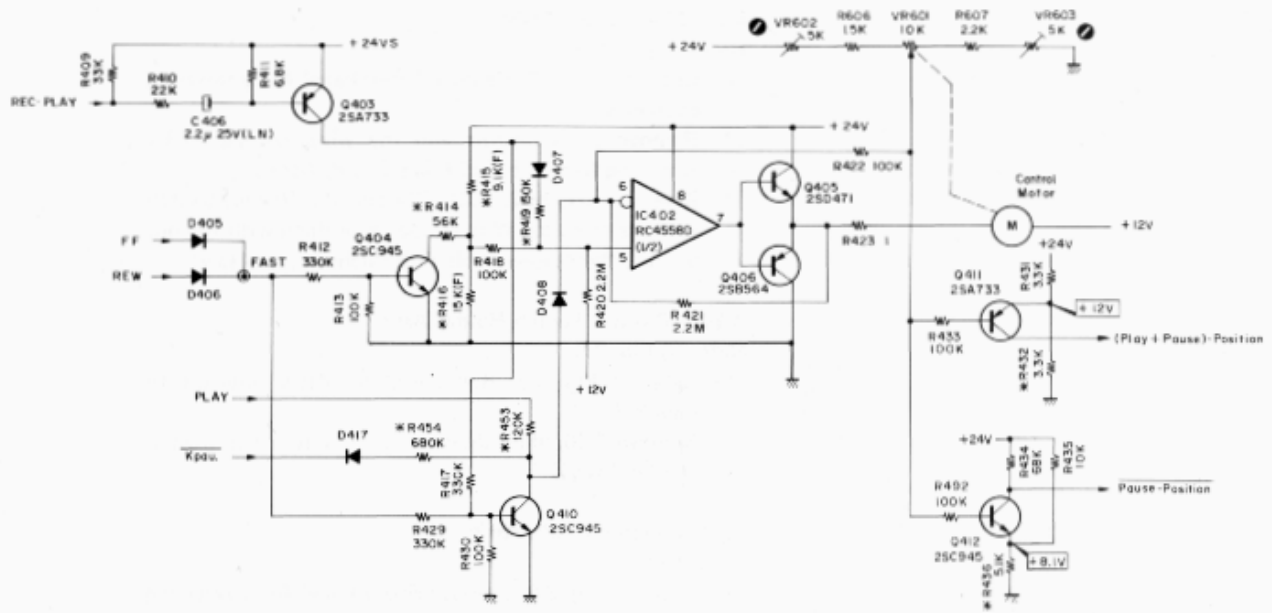 VR602
.5K
R606
1.5K
VR601
10K
R607
2.2K
VR603
.5K
+24V
+24VS
R409
33K
R410
22K
R411
6.8K
REC·PLAY
C406
2.2μ 25V(LN)
Q403
2SA733
+24V
R422 100K
D407
*R415
9.1K(F)
*R419 150K
*R414
56K
6
8
IC402
RC4558D
(1/2)
5
7
Q405
2SD471
Control
Motor
M
+12V
R423 1
D405
FF
FAST
REW
D406
R412
330K
Q404
2SC945
R418
100K
Q406
2SB564
R413
100K
*R416
15K(F)
D408
R420 2.2M
R421
2.2M
+24V
Q411
2SA733
R431
3.3K
+12V
R433
100K
(Play+Pause)-Position
*R432
3.3K
+12V
PLAY
*R453
120K
*R454
680K
D417
Kpau.
R417
330K
R429
330K
R430
100K
Q410
2SC945
+24V
R434
68K
R435
10K
R492
100K
Pause-Position
Q412
2SC945
+8.1V
*R436
5.1K